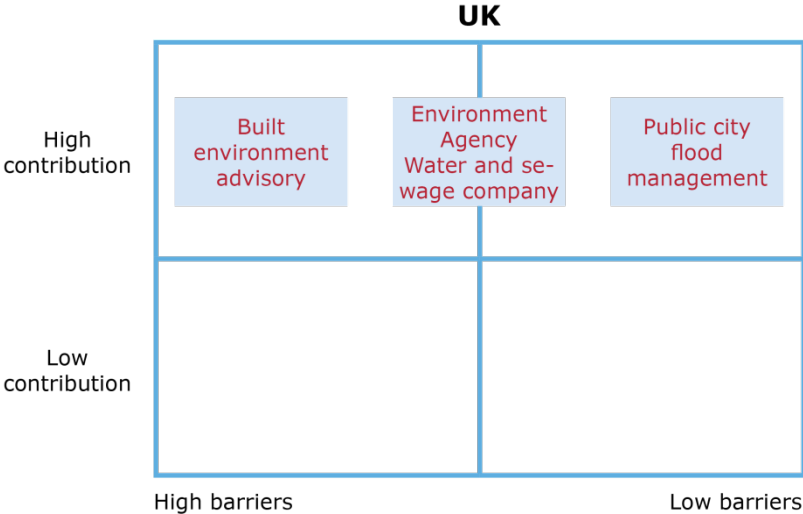 UK
High
contribution
Built
environment
advisory
Environment
Agency
Water and se-
wage company
Public city
flood
management
Low
contribution
High barriers
Low barriers